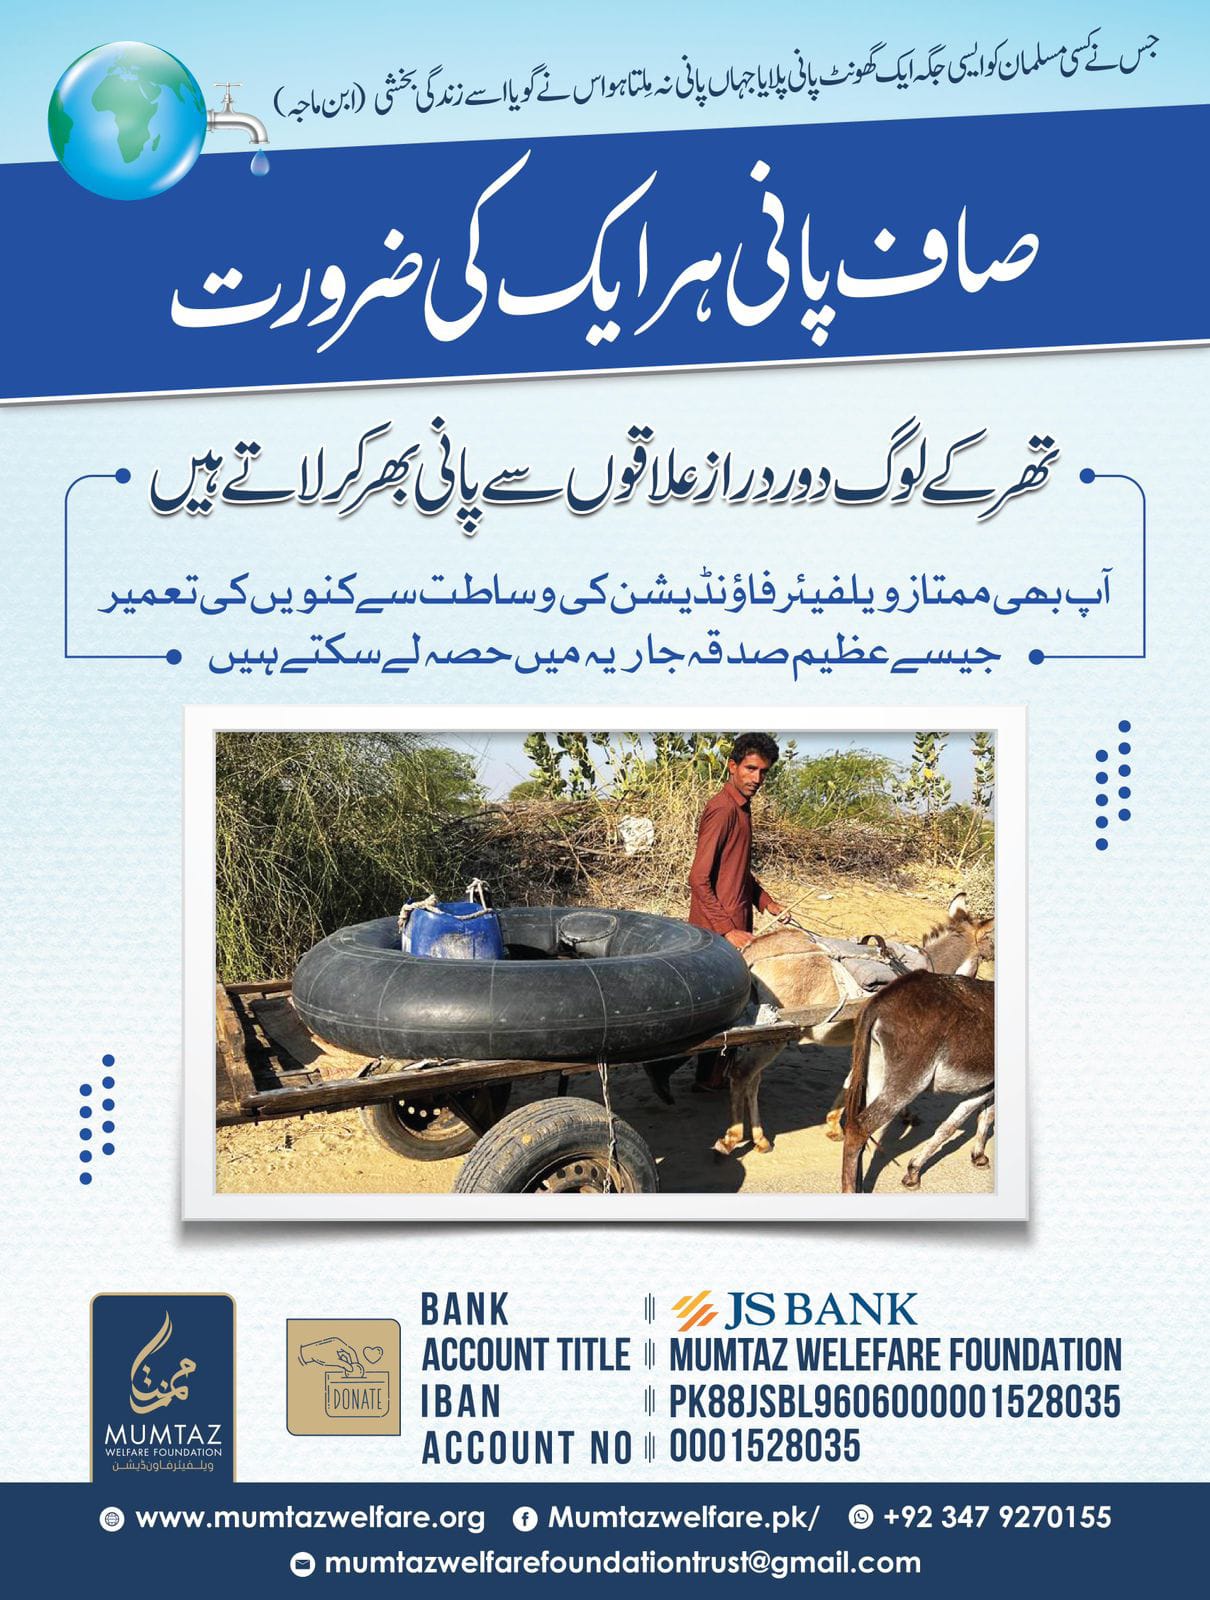 جس نے کسی مسلمان کو ایسی جگہ ایک گھونٹ پانی پلایا جہاں پانی نہ مِلتا ہو اس نے گویا اسے زندگی بخشی (ابن ماجہ)
صاف پانی ہر ایک کی ضرورت
تھر کے لوگ دور دراز علاقوں سے پانی بھر کر لاتے ہیں
آپ بھی ممتاز ویلفیئر فاؤنڈیشن کی وساطت سے کنویں کی تعمیر
جیسے عظیم صدقہ جاریہ میں حصہ لے سکتے ہیں
ممتاز
MUMTAZ
WELFARE FOUNDATION
ویلفیئر فاونڈیشن
DONATE
BANK JS BANK
ACCOUNT TITLE MUMTAZ WELEFARE FOUNDATION
IBAN PK88JSBL9606000001528035
ACCOUNT NO 0001528035
www.mumtazwelfare.org Mumtazwelfare.pk/ +92 347 9270155
mumtazwelfarefoundationtrust@gmail.com